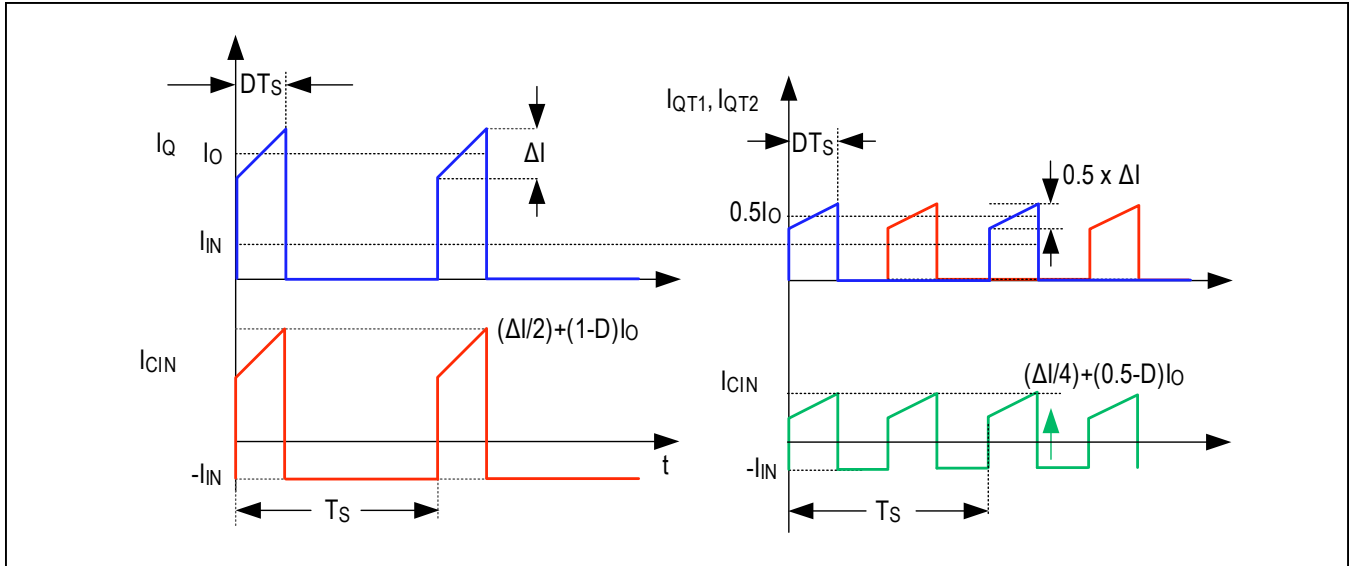 DTS
IQ
IO
ΔI
IIN
ICIN
(ΔI/2)+(1-D)IO
-IIN
t
TS
IQT1, IQT2
DTS
0.5 x ΔI
0.5IO
ICIN
(ΔI/4)+(0.5-D)IO
-IIN
TS